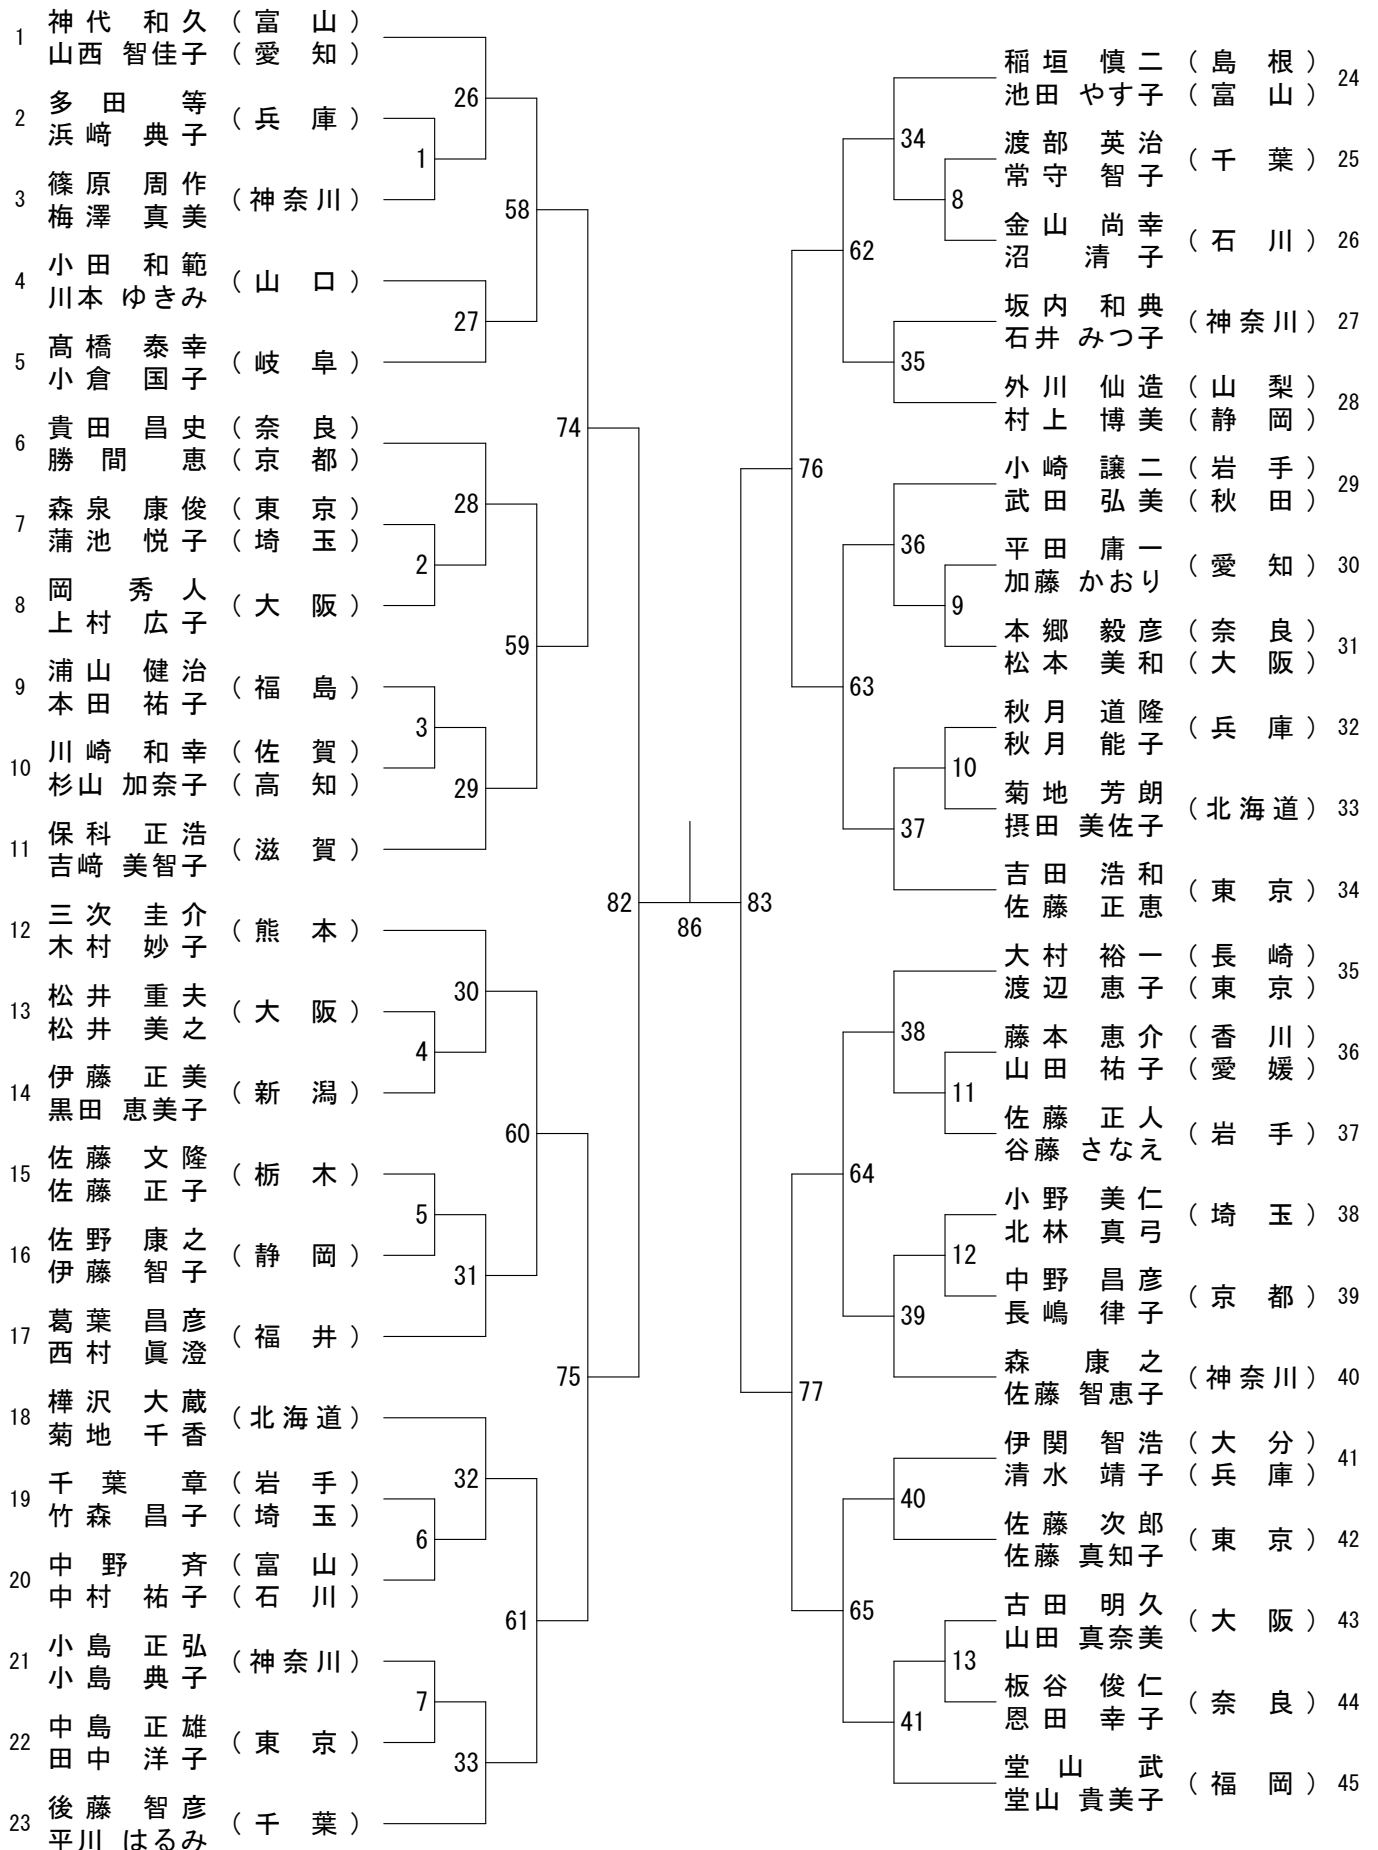 1 神代 和久 (富山)
山西 智佳子 (愛知)
2 多田 等 (兵庫)
浜﨑 典子
3 篠原 周作 (神奈川)
梅澤 真美
4 小田 和範 (山口)
川本 ゆきみ
5 髙橋 泰幸 (岐阜)
小倉 国子
6 貴田 昌史 (奈良)
勝間 恵 (京都)
7 森泉 康俊 (東京)
蒲池 悦子 (埼玉)
8 岡 秀人 (大阪)
上村 広子
9 浦山 健治 (福島)
本田 祐子
10 川崎 和幸 (佐賀)
杉山 加奈子 (高知)
11 保科 正浩 (滋賀)
吉﨑 美智子
12 三次 圭介 (熊本)
木村 妙子
13 松井 重夫 (大阪)
松井 美之
14 伊藤 正美 (新潟)
黒田 恵美子
15 佐藤 文隆 (栃木)
佐藤 正子
16 佐野 康之 (静岡)
伊藤 智子
17 葛葉 昌彦 (福井)
西村 眞澄
18 樺沢 大蔵 (北海道)
菊地 千香
19 千葉 章 (岩手)
竹森 昌子 (埼玉)
20 中野 斉 (富山)
中村 祐子 (石川)
21 小島 正弘 (神奈川)
小島 典子
22 中島 正雄 (東京)
田中 洋子
23 後藤 智彦 (千葉)
平川 はるみ
1
2
3
4
5
6
7
26
27
28
29
30
31
32
33
58
59
60
61
74
75
82
86
83
76
77
62
63
64
65
34
35
36
37
38
39
40
41
8
9
10
11
12
13
稲垣 慎二 (島根) 24
池田 やす子 (富山)
渡部 英治 (千葉) 25
常守 智子
金山 尚幸 (石川) 26
沼 清子
坂内 和典 (神奈川) 27
石井 みつ子
外川 仙造 (山梨) 28
村上 博美 (静岡)
小崎 譲二 (岩手) 29
武田 弘美 (秋田)
平田 庸一 (愛知) 30
加藤 かおり
本郷 毅彦 (奈良) 31
松本 美和 (大阪)
秋月 道隆 (兵庫) 32
秋月 能子
菊地 芳朗 (北海道) 33
摂田 美佐子
吉田 浩和 (東京) 34
佐藤 正恵
大村 裕一 (長崎) 35
渡辺 恵子 (東京)
藤本 恵介 (香川) 36
山田 祐子 (愛媛)
佐藤 正人 (岩手) 37
谷藤 さなえ
小野 美仁 (埼玉) 38
北林 真弓
中野 昌彦 (京都) 39
長嶋 律子
森 康之 (神奈川) 40
佐藤 智恵子
伊関 智浩 (大分) 41
清水 靖子 (兵庫)
佐藤 次郎 (東京) 42
佐藤 真知子
古田 明久 (大阪) 43
山田 真奈美
板谷 俊仁 (奈良) 44
恩田 幸子
堂山 武 (福岡) 45
堂山 貴美子